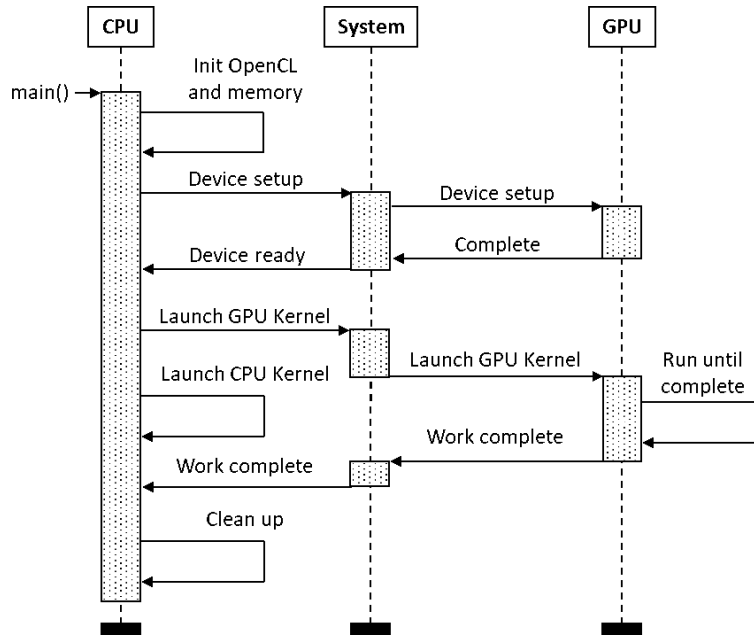 CPU
System
GPU
Init OpenCL
and memory
main()
Device setup
Device setup
Complete
Device ready
Launch GPU Kernel
Launch GPU Kernel
Run until
complete
Launch CPU Kernel
Work complete
Work complete
Clean up